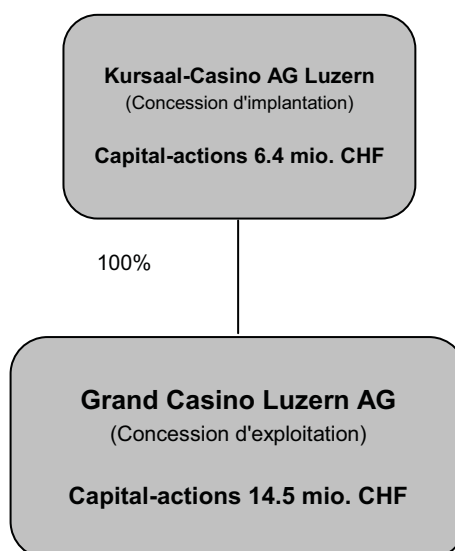 Kursaal-Casino AG Luzern
(Concession d'implantation)
Capital-actions 6.4 mio. CHF
100%
Grand Casino Luzern AG
(Concession d'exploitation)
Capital-actions 14.5 mio. CHF